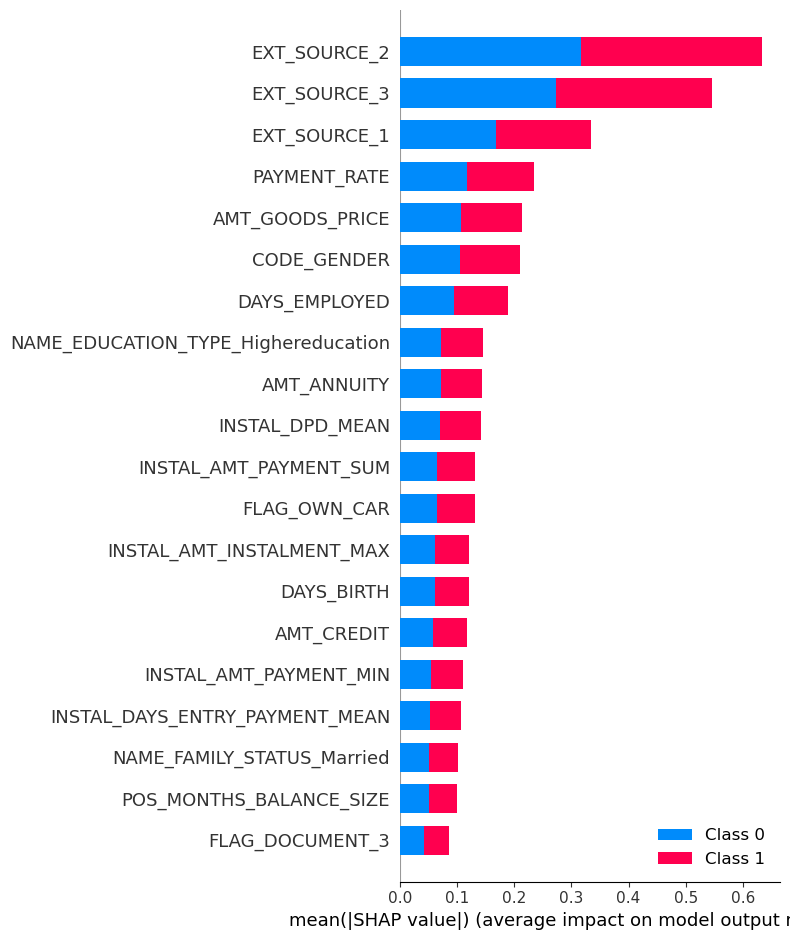 EXT_SOURCE_2
EXT_SOURCE_3
EXT_SOURCE_1
PAYMENT_RATE
AMT_GOODS_PRICE
CODE_GENDER
DAYS_EMPLOYED
NAME_EDUCATION_TYPE_Highereducation
AMT_ANNUITY
INSTAL_DPD_MEAN
INSTAL_AMT_PAYMENT_SUM
FLAG_OWN_CAR
INSTAL_AMT_INSTALMENT_MAX
DAYS_BIRTH
AMT_CREDIT
INSTAL_AMT_PAYMENT_MIN
INSTAL_DAYS_ENTRY_PAYMENT_MEAN
NAME_FAMILY_STATUS_Married
POS_MONTHS_BALANCE_SIZE
FLAG_DOCUMENT_3
Class 0
Class 1
0.0 0.1 0.2 0.3 0.4 0.5 0.6
mean(|SHAP value|) (average impact on model output